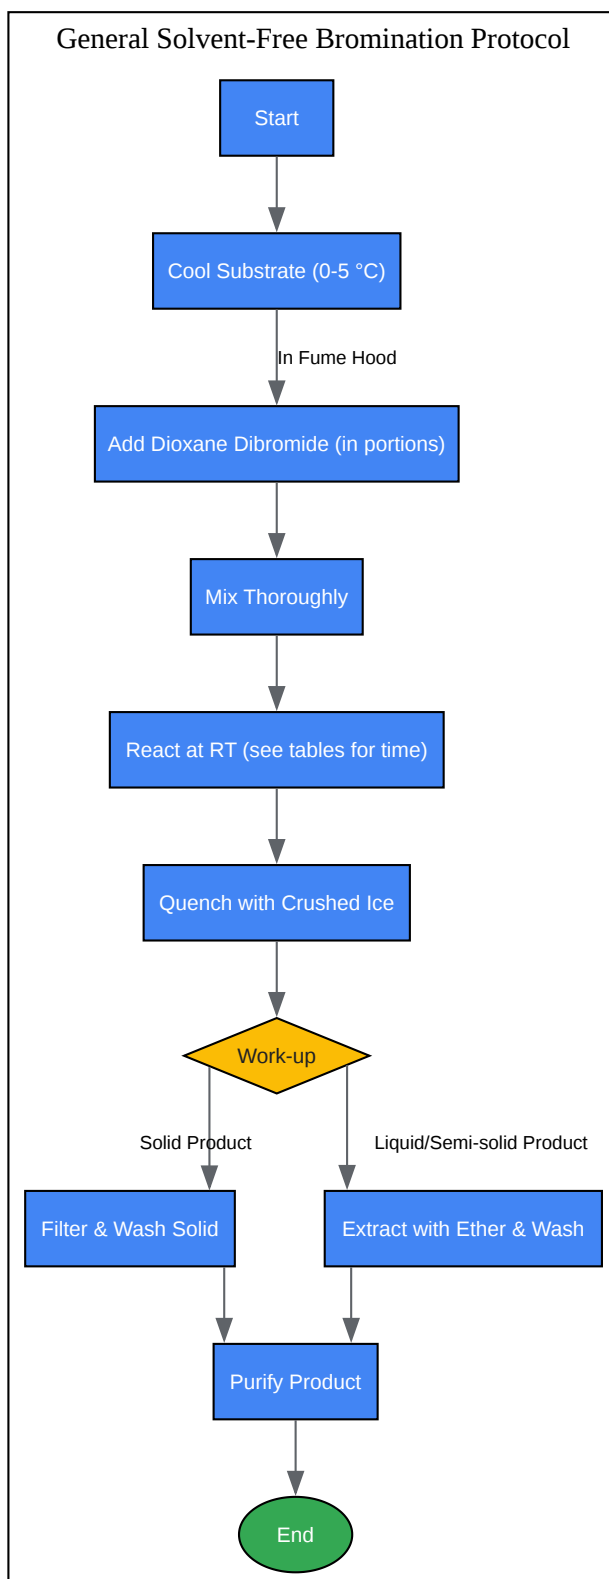 General Solvent-Free Bromination Protocol
Start
Cool Substrate (0-5 °C)
In Fume Hood
Add Dioxane Dibromide (in portions)
Mix Thoroughly
React at RT (see tables for time)
Quench with Crushed Ice
Work-up
Solid Product
Liquid/Semi-solid Product
Filter & Wash Solid
Extract with Ether & Wash
Purify Product
End